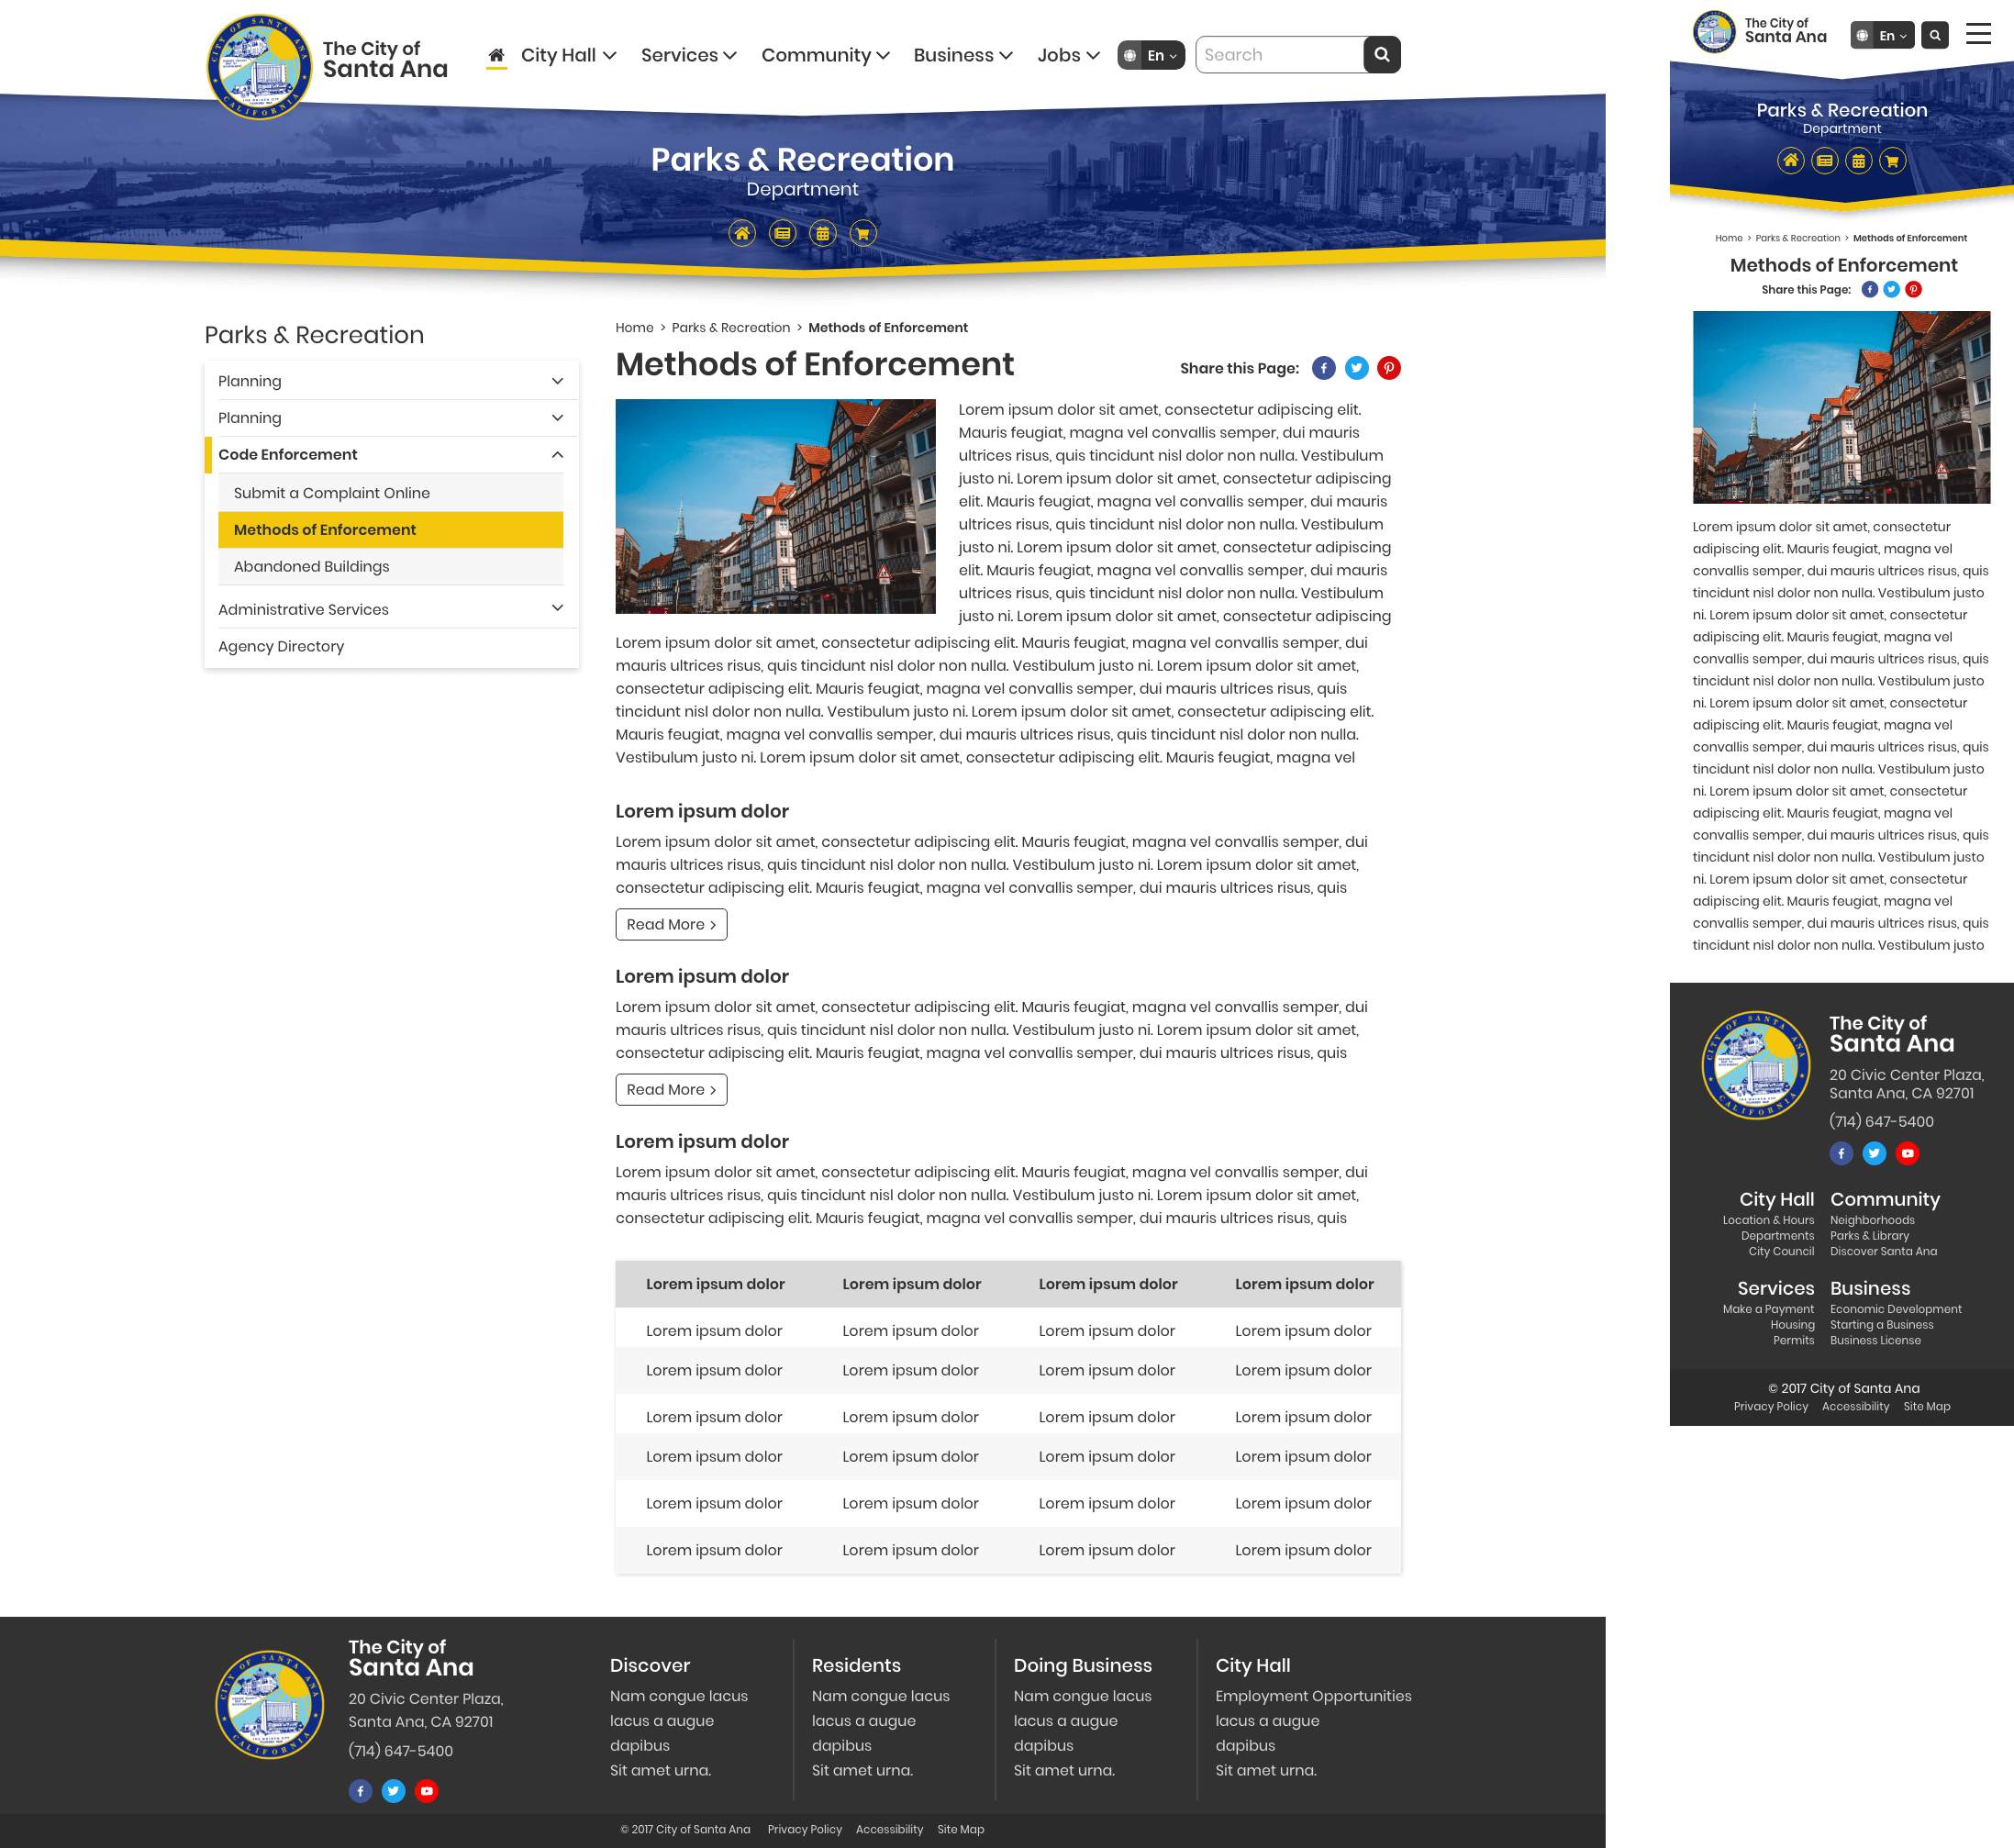 The City of
Santa Ana
City Hall
Services
Community
Business
Jobs
En
Search
Parks & Recreation
Department
Parks & Recreation
Planning
Planning
Code Enforcement
Submit a Complaint Online
Methods of Enforcement
Abandoned Buildings
Administrative Services
Agency Directory
Home > Parks & Recreation > Methods of Enforcement
Methods of Enforcement
Share this Page:
Lorem ipsum dolor sit amet, consectetur adipiscing elit.
Mauris feugiat, magna vel convallis semper, dui mauris
ultrices risus, quis tincidunt nisl dolor non nulla. Vestibulum
justo ni. Lorem ipsum dolor sit amet, consectetur adipiscing
elit. Mauris feugiat, magna vel convallis semper, dui mauris
ultrices risus, quis tincidunt nisl dolor non nulla. Vestibulum
justo ni. Lorem ipsum dolor sit amet, consectetur adipiscing
elit. Mauris feugiat, magna vel convallis semper, dui mauris
ultrices risus, quis tincidunt nisl dolor non nulla. Vestibulum
justo ni. Lorem ipsum dolor sit amet, consectetur adipiscing
Lorem ipsum dolor sit amet, consectetur adipiscing elit. Mauris feugiat, magna vel convallis semper, dui
mauris ultrices risus, quis tincidunt nisl dolor non nulla. Vestibulum justo ni. Lorem ipsum dolor sit amet,
consectetur adipiscing elit. Mauris feugiat, magna vel convallis semper, dui mauris ultrices risus, quis
tincidunt nisl dolor non nulla. Vestibulum justo ni. Lorem ipsum dolor sit amet, consectetur adipiscing elit.
Mauris feugiat, magna vel convallis semper, dui mauris ultrices risus, quis tincidunt nisl dolor non nulla.
Vestibulum justo ni. Lorem ipsum dolor sit amet, consectetur adipiscing elit. Mauris feugiat, magna vel
Lorem ipsum dolor
Lorem ipsum dolor sit amet, consectetur adipiscing elit. Mauris feugiat, magna vel convallis semper, dui
mauris ultrices risus, quis tincidunt nisl dolor non nulla. Vestibulum justo ni. Lorem ipsum dolor sit amet,
consectetur adipiscing elit. Mauris feugiat, magna vel convallis semper, dui mauris ultrices risus, quis
Read More >
Lorem ipsum dolor
Lorem ipsum dolor sit amet, consectetur adipiscing elit. Mauris feugiat, magna vel convallis semper, dui
mauris ultrices risus, quis tincidunt nisl dolor non nulla. Vestibulum justo ni. Lorem ipsum dolor sit amet,
consectetur adipiscing elit. Mauris feugiat, magna vel convallis semper, dui mauris ultrices risus, quis
Read More >
Lorem ipsum dolor
Lorem ipsum dolor sit amet, consectetur adipiscing elit. Mauris feugiat, magna vel convallis semper, dui
mauris ultrices risus, quis tincidunt nisl dolor non nulla. Vestibulum justo ni. Lorem ipsum dolor sit amet,
consectetur adipiscing elit. Mauris feugiat, magna vel convallis semper, dui mauris ultrices risus, quis
Lorem ipsum dolor Lorem ipsum dolor Lorem ipsum dolor Lorem ipsum dolor
Lorem ipsum dolor Lorem ipsum dolor Lorem ipsum dolor Lorem ipsum dolor
Lorem ipsum dolor Lorem ipsum dolor Lorem ipsum dolor Lorem ipsum dolor
Lorem ipsum dolor Lorem ipsum dolor Lorem ipsum dolor Lorem ipsum dolor
Lorem ipsum dolor Lorem ipsum dolor Lorem ipsum dolor Lorem ipsum dolor
Lorem ipsum dolor Lorem ipsum dolor Lorem ipsum dolor Lorem ipsum dolor
Lorem ipsum dolor Lorem ipsum dolor Lorem ipsum dolor Lorem ipsum dolor
The City of
Santa Ana
20 Civic Center Plaza,
Santa Ana, CA 92701
(714) 647-5400
Discover
Nam congue lacus
lacus a augue
dapibus
Sit amet urna.
Residents
Nam congue lacus
lacus a augue
dapibus
Sit amet urna.
Doing Business
Nam congue lacus
lacus a augue
dapibus
Sit amet urna.
City Hall
Employment Opportunities
lacus a augue
dapibus
Sit amet urna.
© 2017 City of Santa Ana Privacy Policy Accessibility Site Map
The City of
Santa Ana
En
Parks & Recreation
Department
Home > Parks & Recreation > Methods of Enforcement
Methods of Enforcement
Share this Page:
Lorem ipsum dolor sit amet, consectetur
adipiscing elit. Mauris feugiat, magna vel
convallis semper, dui mauris ultrices risus, quis
tincidunt nisl dolor non nulla. Vestibulum justo
ni. Lorem ipsum dolor sit amet, consectetur
adipiscing elit. Mauris feugiat, magna vel
convallis semper, dui mauris ultrices risus, quis
tincidunt nisl dolor non nulla. Vestibulum justo
ni. Lorem ipsum dolor sit amet, consectetur
adipiscing elit. Mauris feugiat, magna vel
convallis semper, dui mauris ultrices risus, quis
tincidunt nisl dolor non nulla. Vestibulum justo
ni. Lorem ipsum dolor sit amet, consectetur
adipiscing elit. Mauris feugiat, magna vel
convallis semper, dui mauris ultrices risus, quis
tincidunt nisl dolor non nulla. Vestibulum justo
ni. Lorem ipsum dolor sit amet, consectetur
adipiscing elit. Mauris feugiat, magna vel
convallis semper, dui mauris ultrices risus, quis
tincidunt nisl dolor non nulla. Vestibulum justo
CITY OF SANTA ANA
CALIFORNIA
The City of
Santa Ana
20 Civic Center Plaza,
Santa Ana, CA 92701
(714) 647-5400
City Hall
Location & Hours
Departments
City Council
Community
Neighborhoods
Parks & Library
Discover Santa Ana
Services
Make a Payment
Housing
Permits
Business
Economic Development
Starting a Business
Business License
© 2017 City of Santa Ana
Privacy Policy Accessibility Site Map